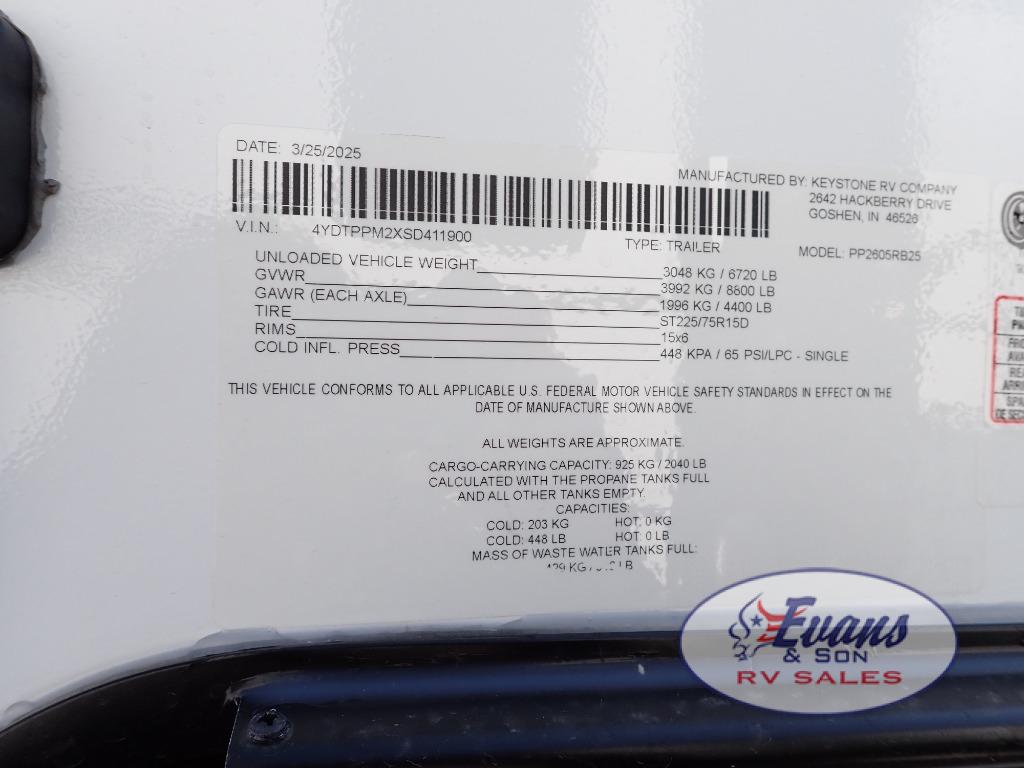 DATE: 3/25/2025
MANUFACTURED BY: KEYSTONE RV COMPANY
2642 HACKBERRY DRIVE
GOSHEN, IN 46526
V.I.N.: 4YDTPPM2XSD411900
TYPE: TRAILER
MODEL: PP2605RB25
UNLOADED VEHICLE WEIGHT 3048 KG / 6720 LB
GVWR 3992 KG / 8800 LB
GAWR (EACH AXLE) 1996 KG / 4400 LB
TIRE ST225/75R15D
RIMS 15x6
COLD INFL. PRESS 448 KPA / 65 PSI/LPC - SINGLE
THIS VEHICLE CONFORMS TO ALL APPLICABLE U.S. FEDERAL MOTOR VEHICLE SAFETY STANDARDS IN EFFECT ON THE
DATE OF MANUFACTURE SHOWN ABOVE.
ALL WEIGHTS ARE APPROXIMATE.
CARGO-CARRYING CAPACITY: 925 KG / 2040 LB
CALCULATED WITH THE PROPANE TANKS FULL
AND ALL OTHER TANKS EMPTY.
CAPACITIES:
COLD: 203 KG HOT: 0 KG
COLD: 448 LB HOT: 0 LB
MASS OF WASTE WATER TANKS FULL:
KG / LB
Evans
& SON
RV SALES